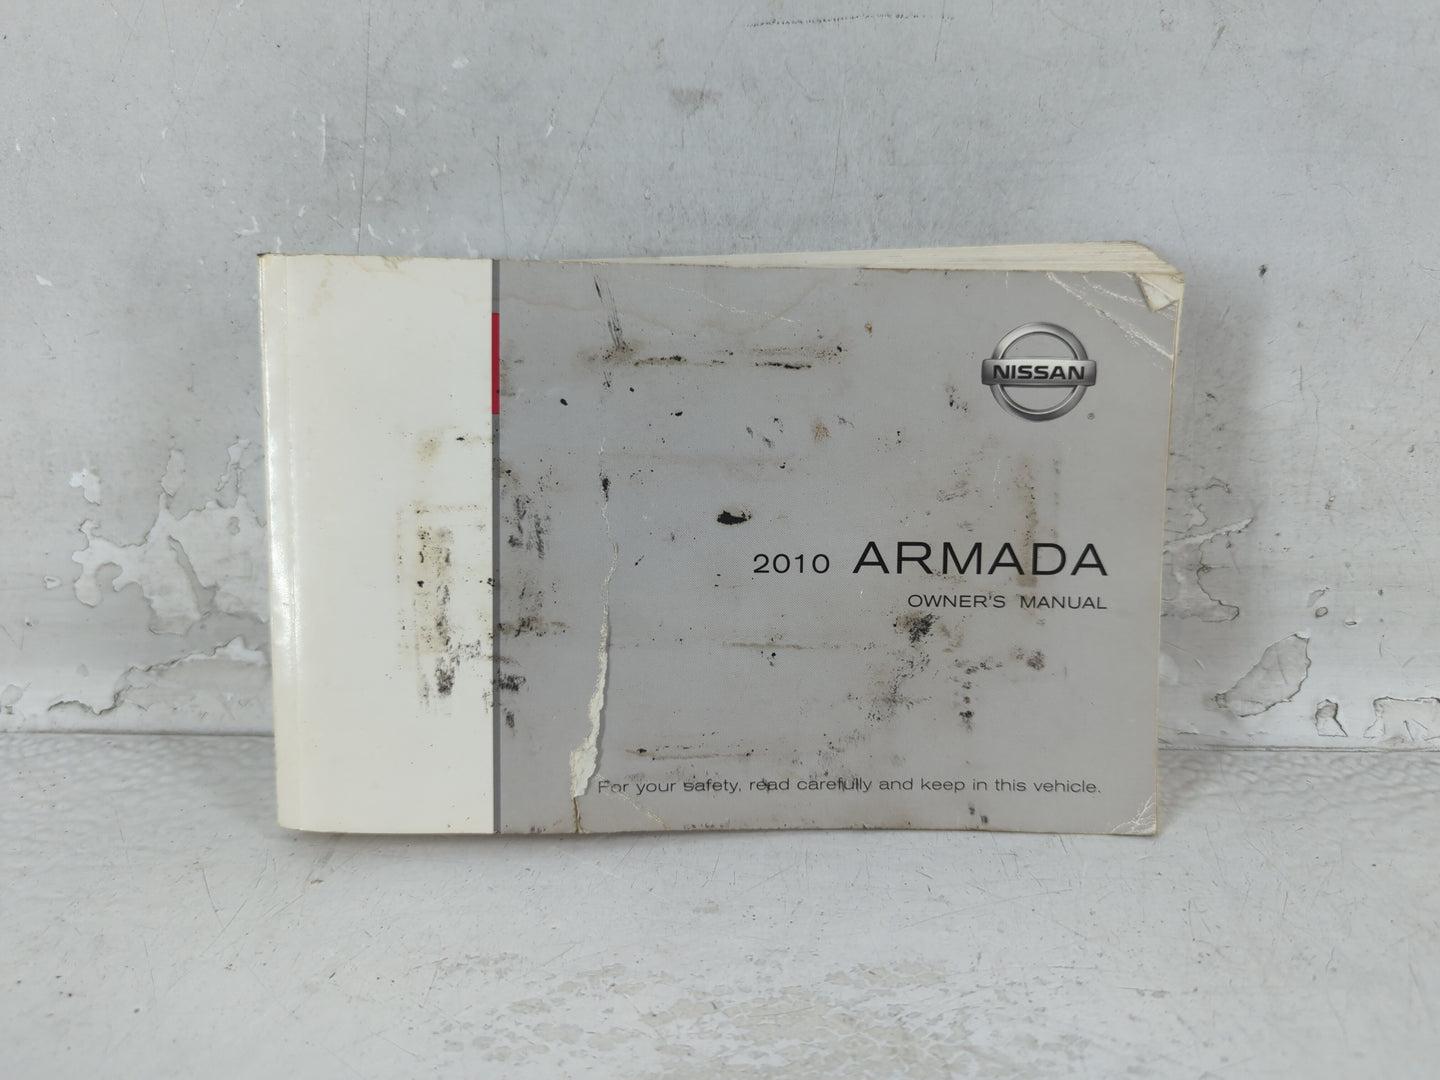 NISSAN
®
2010 ARMADA
OWNER'S MANUAL
For your safety, read carefully and keep in this vehicle.